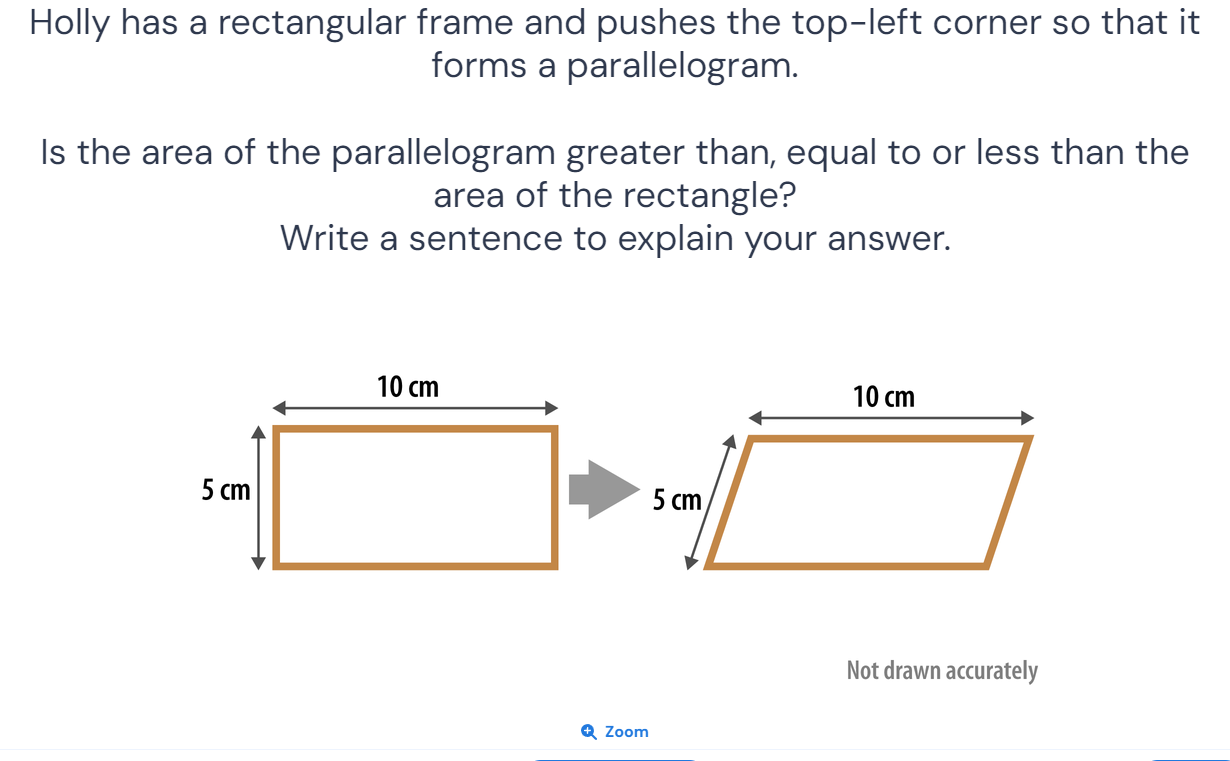 Holly has a rectangular frame and pushes the top-left corner so that it
forms a parallelogram.
Is the area of the parallelogram greater than, equal to or less than the
area of the rectangle?
Write a sentence to explain your answer.
10 cm
5 cm
10 cm
5 cm
Not drawn accurately
Zoom